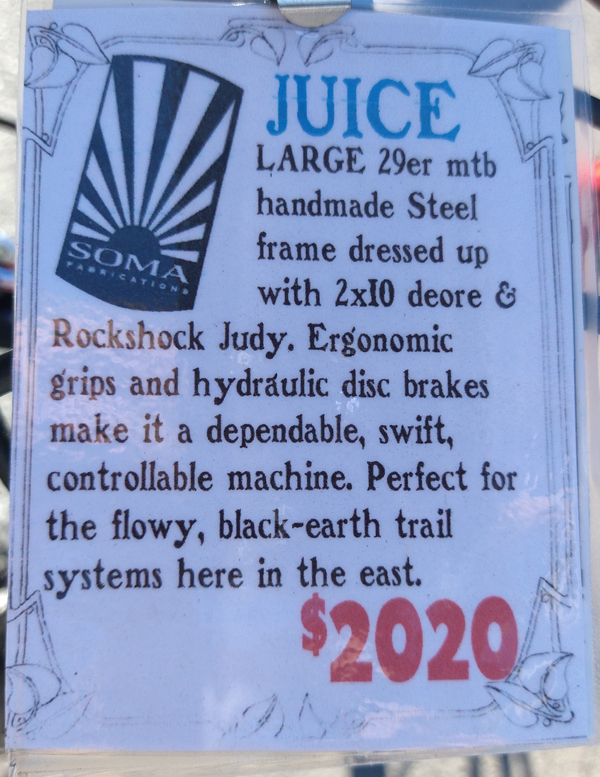 JUICE
SOMA
FABRICATIONS
LARGE 29er mtb
handmade Steel
frame dressed up
with 2x10 deore &
Rockshock Judy. Ergonomic
grips and hydraulic disc brakes
make it a dependable, swift,
controllable machine. Perfect for
the flowy, black-earth trail
systems here in the east.
$2020